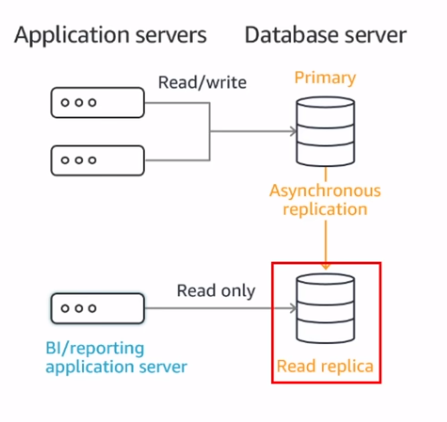 Application servers
Database server
Read/write
Primary
Asynchronous
replication
Read only
BI/reporting
application server
Read replica